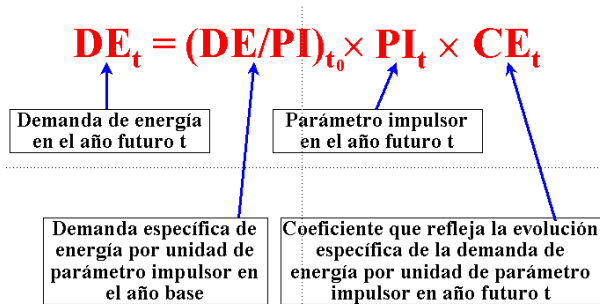 DEt = (DE/PI)t0 × PIt × CEt
Demanda de energía
en el año futuro t
Parámetro impulsor
en el año futuro t
Demanda específica de
energía por unidad de
parámetro impulsor en
el año base
Coeficiente que refleja la evolución
específica de la demanda de
energía por unidad de parámetro
impulsor en año futuro t